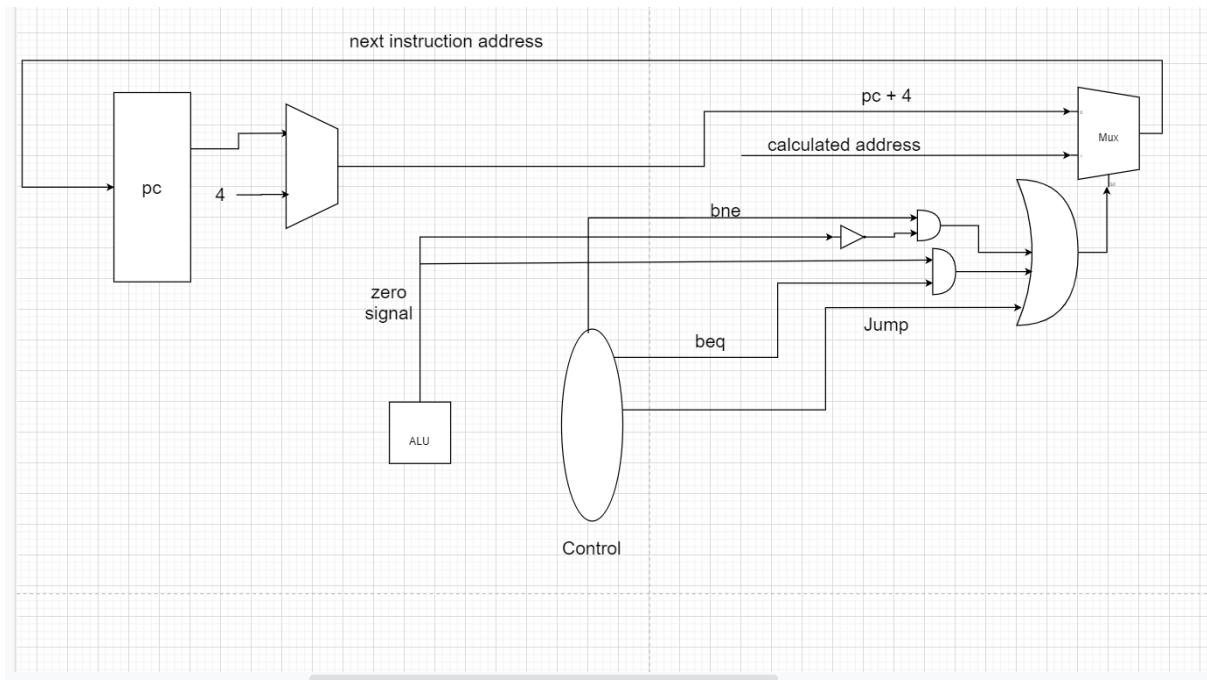 next instruction address
pc + 4
Mux
calculated address
pc
4
bne
zero
signal
Jump
beq
ALU
Control